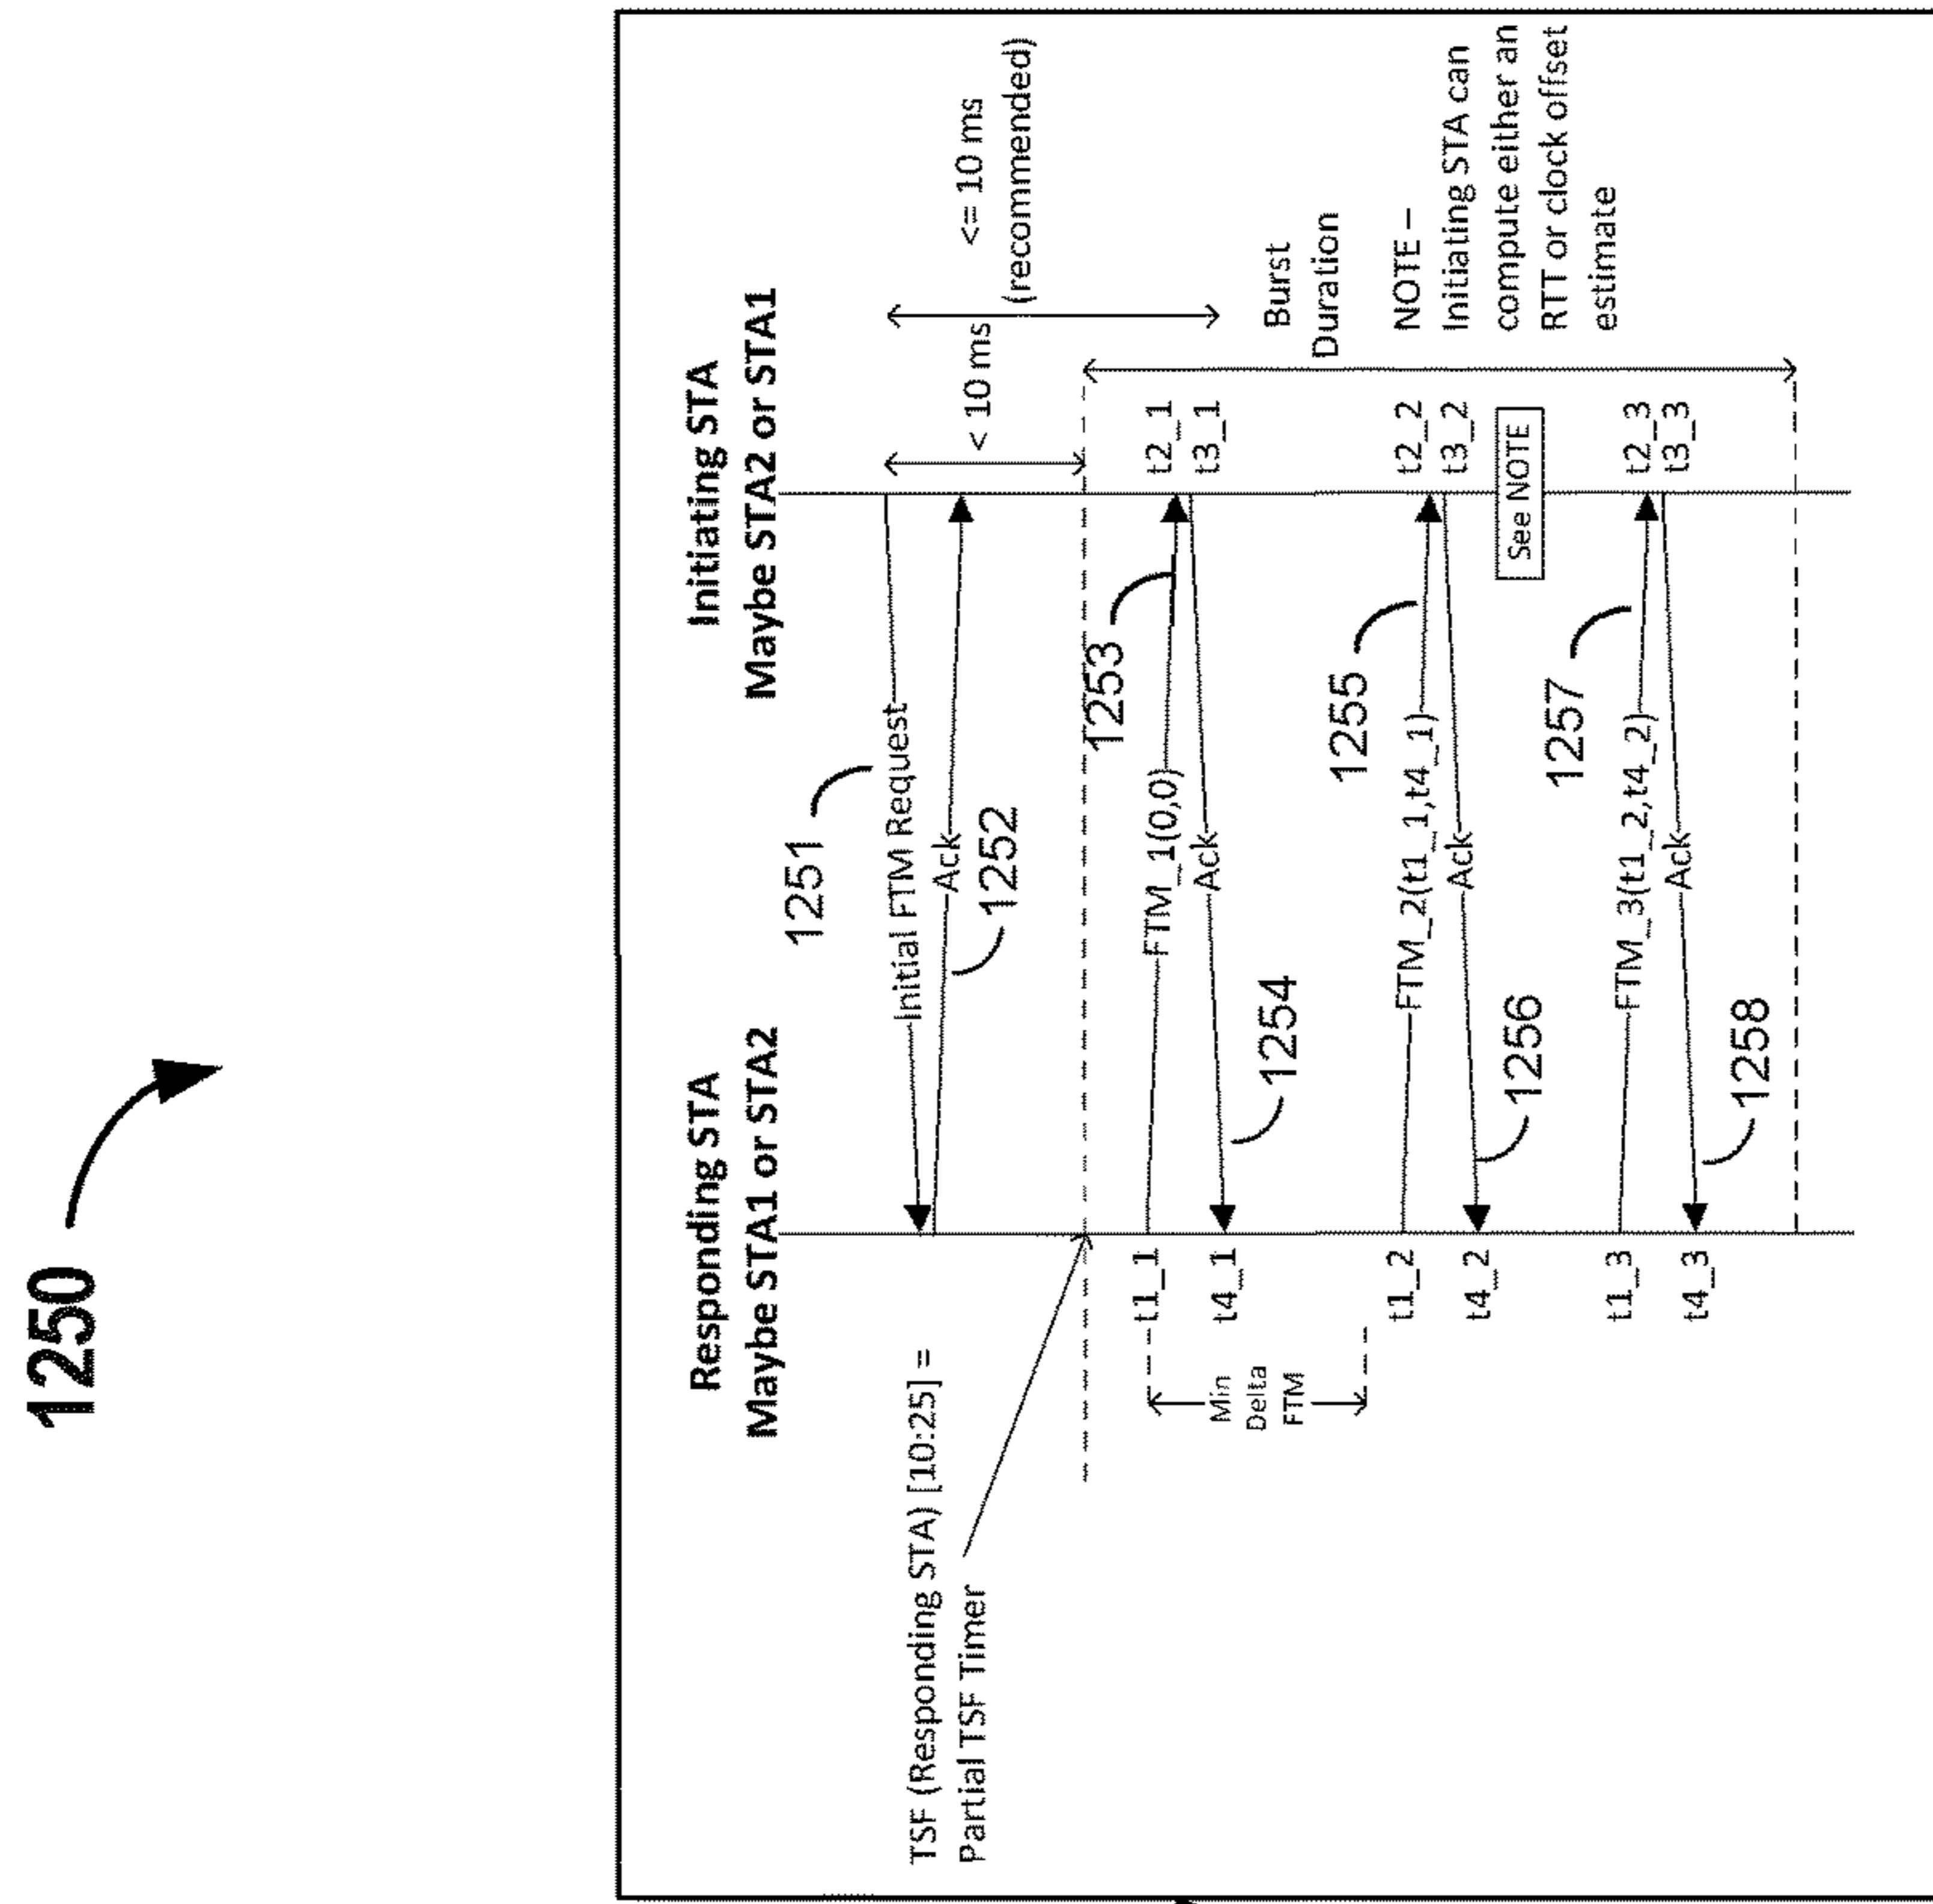 1250
Responding STA
Maybe STA1 or STA2
Initiating STA
Maybe STA2 or STA1
1251
Initial FTM Request
Ack
1252
TSF (Responding STA) [10:25] =
Partial TSF Timer
< 10 ms
<= 10 ms
(recommended)
1253
t1_1
FTM_1(0,0)
t2_1
t3_1
Ack
t4_1
1254
Min
Delta
FTM
Burst
Duration
1255
t1_2
FTM_2(t1_1,t4_1)
t2_2
t3_2
Ack
t4_2
1256
NOTE –
Initiating STA can
compute either an
RTT or clock offset
estimate
See NOTE
1257
t1_3
FTM_3(t1_2,t4_2)
t2_3
t3_3
Ack
t4_3
1258